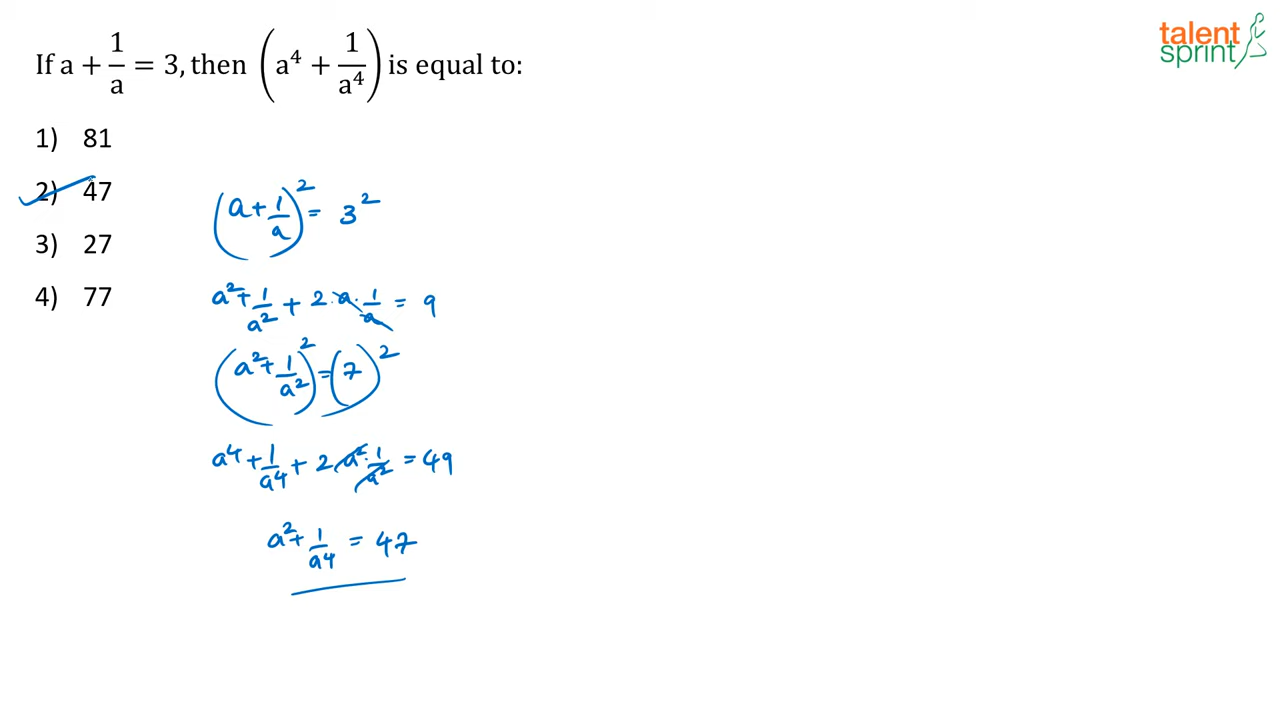 If a + 1/a = 3, then (a⁴ + 1/a⁴) is equal to:
talent
sprint
1) 81
2) 47
3) 27
4) 77
(a + 1/a)² = 3²
a² + 1/a² + 2 · a · 1/a = 9
(a² + 1/a²)² = (7)²
a⁴ + 1/a⁴ + 2 a² · 1/a² = 49
a² + 1/a⁴ = 47